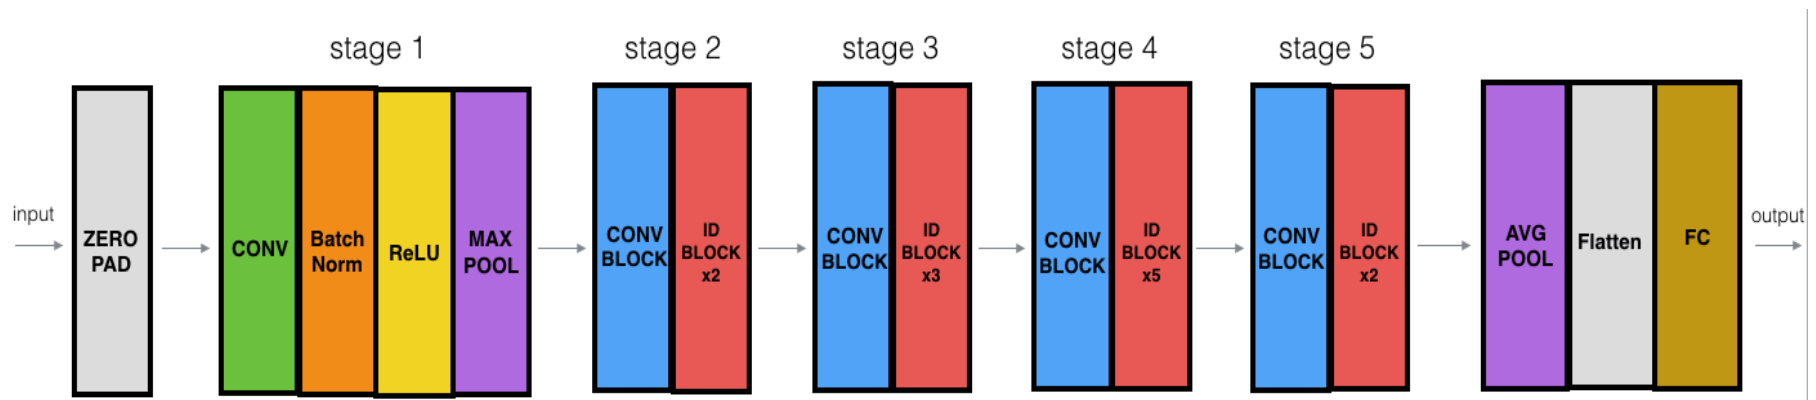 stage 1
stage 2
stage 3
stage 4
stage 5
input
ZERO
PAD
CONV
Batch
Norm
ReLU
MAX
POOL
CONV
BLOCK
ID
BLOCK
x2
CONV
BLOCK
ID
BLOCK
x3
CONV
BLOCK
ID
BLOCK
x5
CONV
BLOCK
ID
BLOCK
x2
AVG
POOL
Flatten
FC
output